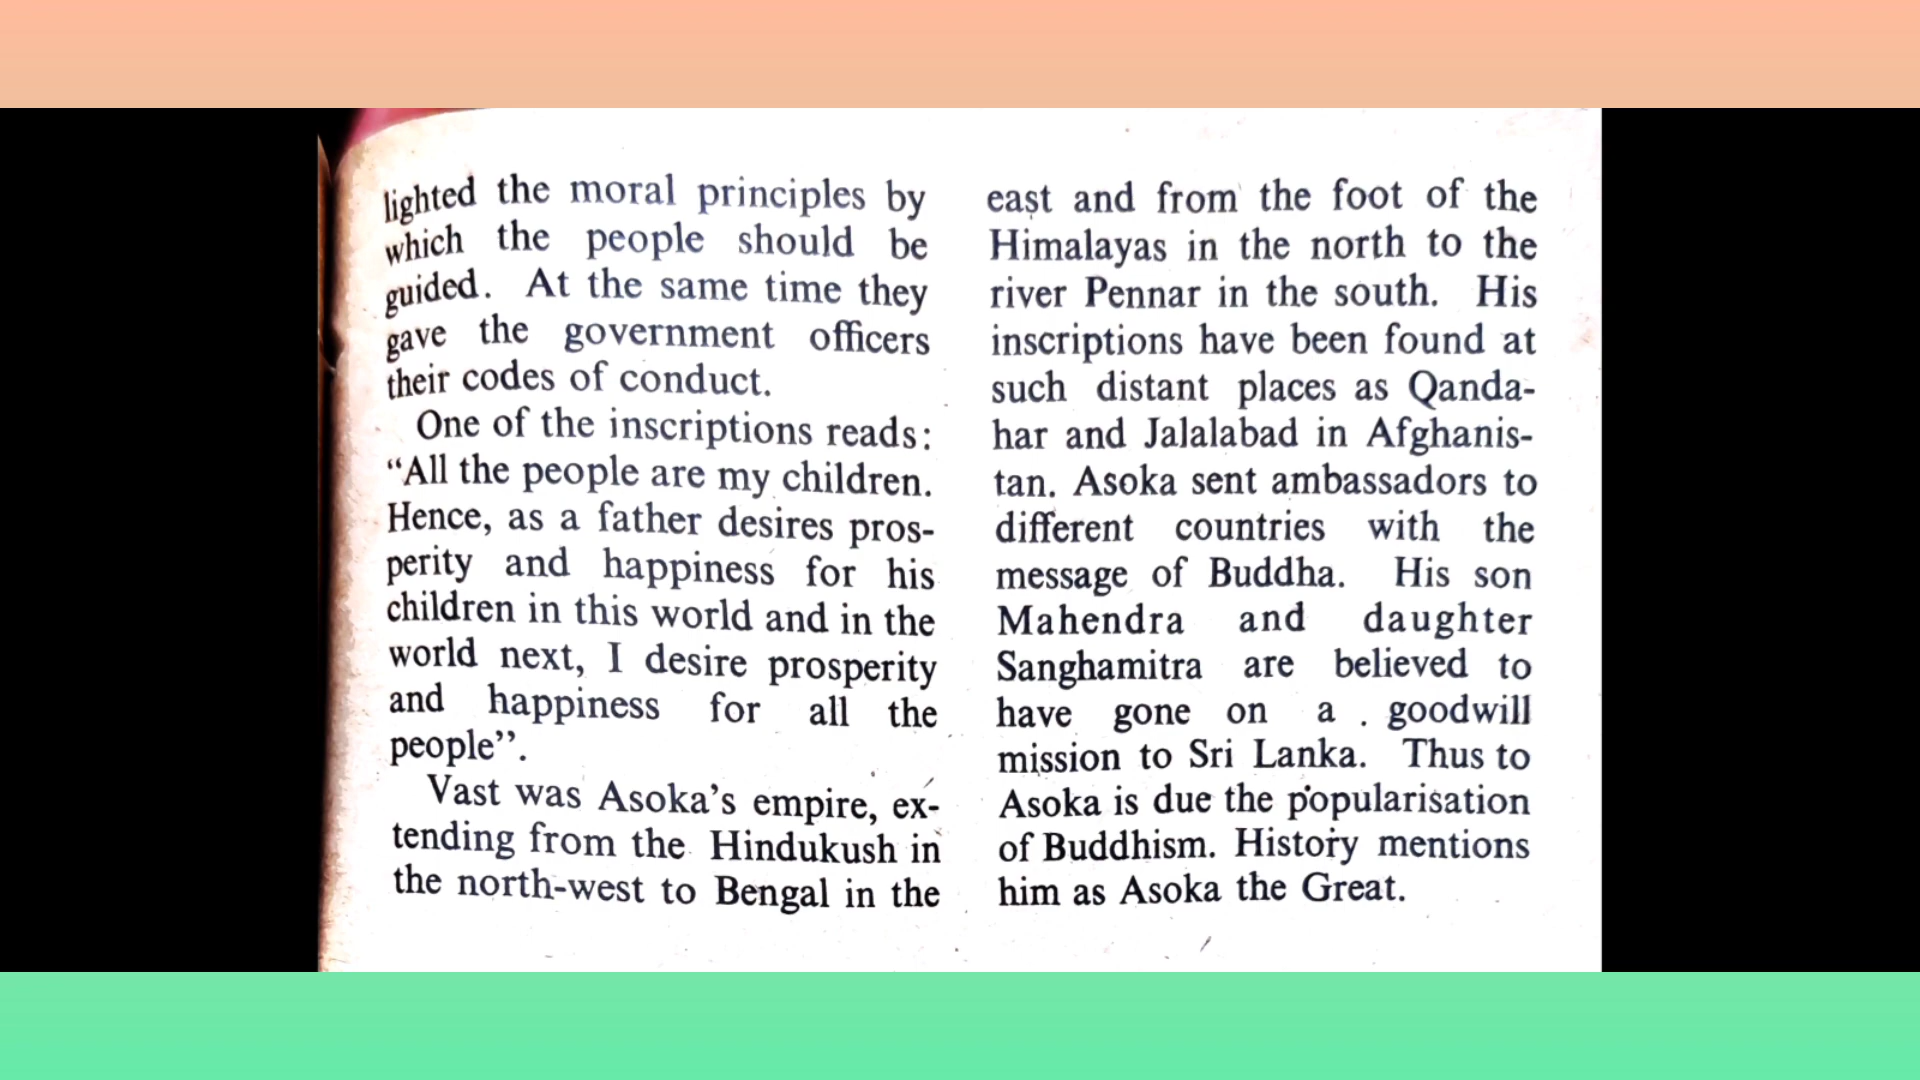 lighted the moral principles by
which the people should be
guided. At the same time they
gave the government officers
their codes of conduct.
One of the inscriptions reads:
“All the people are my children.
Hence, as a father desires pros-
perity and happiness for his
children in this world and in the
world next, I desire prosperity
and happiness for all the
people”.
Vast was Asoka’s empire, ex-
tending from the Hindukush in
the north-west to Bengal in the
east and from the foot of the
Himalayas in the north to the
river Pennar in the south. His
inscriptions have been found at
such distant places as Qanda-
har and Jalalabad in Afghanis-
tan. Asoka sent ambassadors to
different countries with the
message of Buddha. His son
Mahendra and daughter
Sanghamitra are believed to
have gone on a goodwill
mission to Sri Lanka. Thus to
Asoka is due the popularisation
of Buddhism. History mentions
him as Asoka the Great.